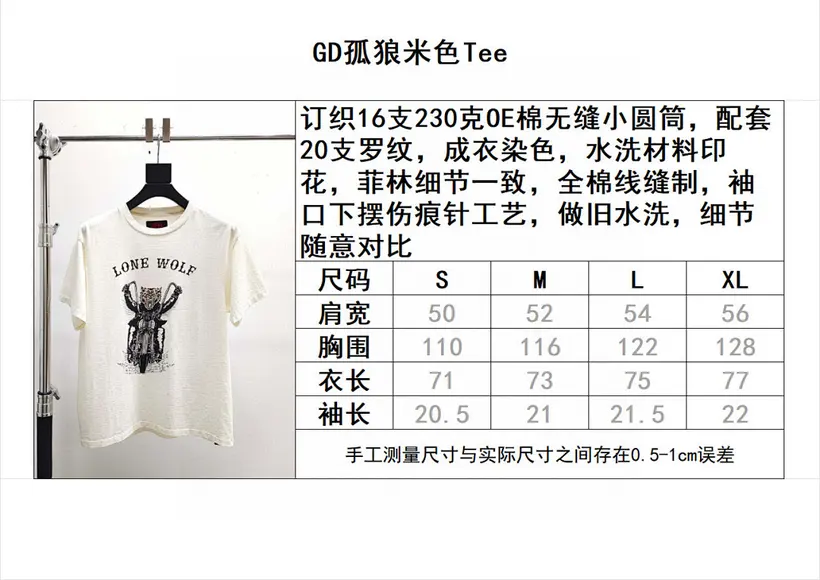 GD孤狼米色Tee
订织16支230克OE棉无缝小圆筒，配套
20支罗纹，成衣染色，水洗材料印
花，菲林细节一致，全棉线缝制，袖
口下摆伤痕针工艺，做旧水洗，细节
随意对比
LONE WOLF
尺码 S M L XL
肩宽 50 52 54 56
胸围 110 116 122 128
衣长 71 73 75 77
袖长 20.5 21 21.5 22
手工测量尺寸与实际尺寸之间存在0.5-1cm误差